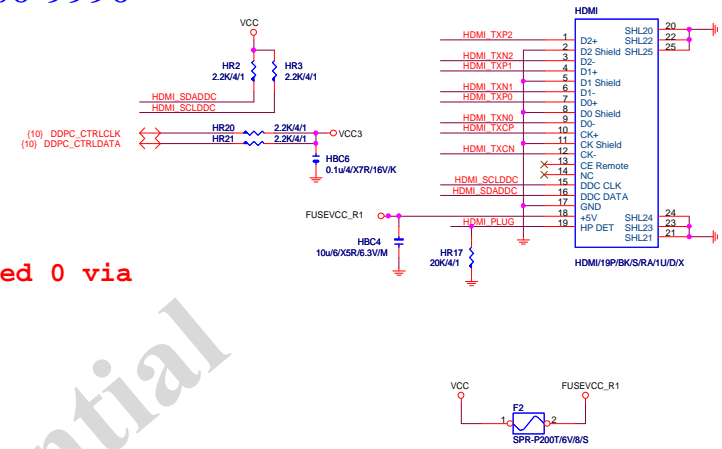 HDMI
VCC
HR2
2.2K/4/1
HR3
2.2K/4/1
HDMI_SDADDC
HDMI_SCLDDC
{10} DDPC_CTRLCLK
{10} DDPC_CTRLDATA
HR20
2.2K/4/1
HR21
2.2K/4/1
VCC3
HBC6
0.1u/4/X7R/16V/K
HDMI_TXP2
HDMI_TXN2
HDMI_TXP1
HDMI_TXN1
HDMI_TXP0
HDMI_TXN0
HDMI_TXCP
HDMI_TXCN
HDMI_SCLDDC
HDMI_SDADDC
HDMI_PLUG
1 D2+
2 D2 Shield
3 D2-
4 D1+
5 D1 Shield
6 D1-
7 D0+
8 D0 Shield
9 D0-
10 CK+
11 CK Shield
12 CK-
13 CE Remote
14 NC
15 DDC CLK
16 DDC DATA
17 GND
18 +5V
19 HP DET
SHL20 20
SHL22 22
SHL25 25
SHL24 24
SHL23 23
SHL21 21
HDMI/19P/BK/S/RA/1U/D/X
FUSEVCC_R1
HBC4
10u/6/X5R/6.3V/M
HR17
20K/4/1
ed 0 via
ential
VCC
FUSEVCC_R1
F2
1 2
SPR-P200T/6V/8/S